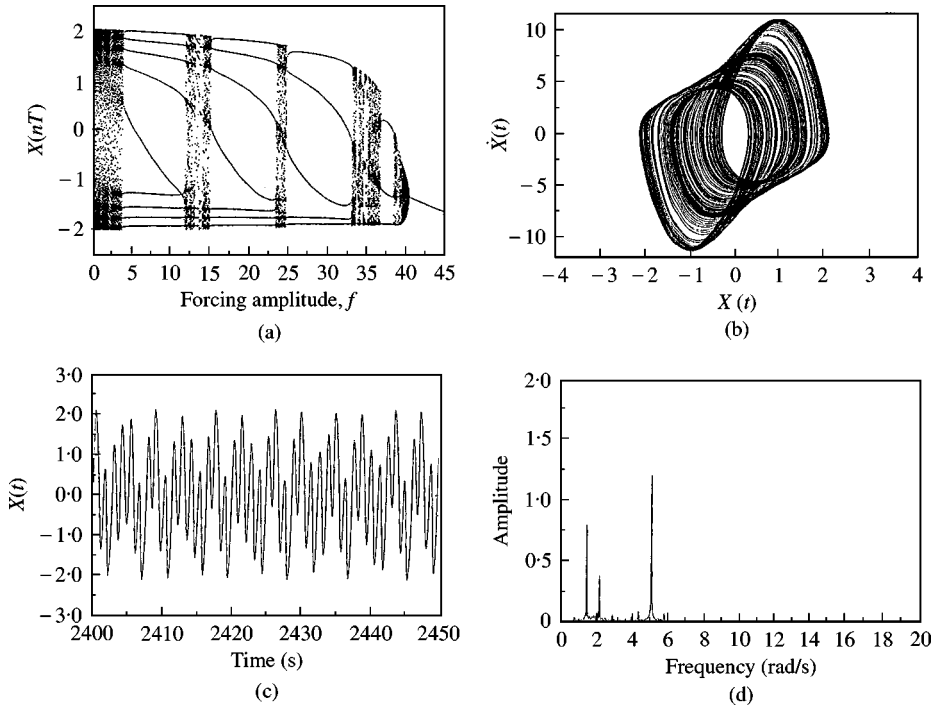 2
1
0
−1
−2
X(nT)
0 5 10 15 20 25 30 35 40 45
Forcing amplitude, f
(a)
10
5
0
−5
−10
Ẋ(t)
−4 −3 −2 −1 0 1 2 3 4
X (t)
(b)
3·0
2·0
1·0
0·0
−1·0
−2·0
−3·0
X(t)
2400 2410 2420 2430 2440 2450
Time (s)
(c)
2·0
1·5
1·0
0·5
0
Amplitude
0 2 4 6 8 10 12 14 16 18 20
Frequency (rad/s)
(d)